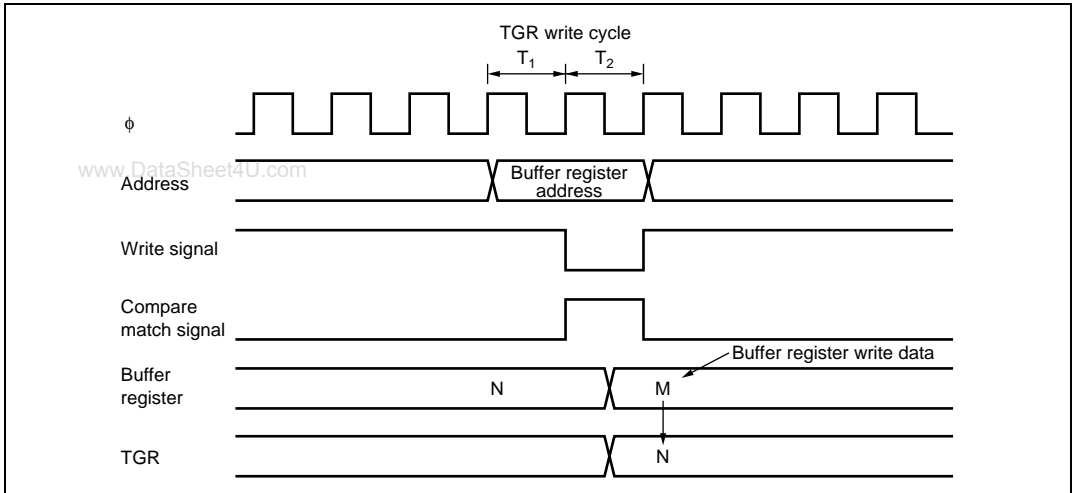 TGR write cycle
T₁ T₂
ϕ
www.DataSheet4U.com
Address
Buffer register
address
Write signal
Compare
match signal
Buffer register write data
Buffer
register
N M
TGR
N